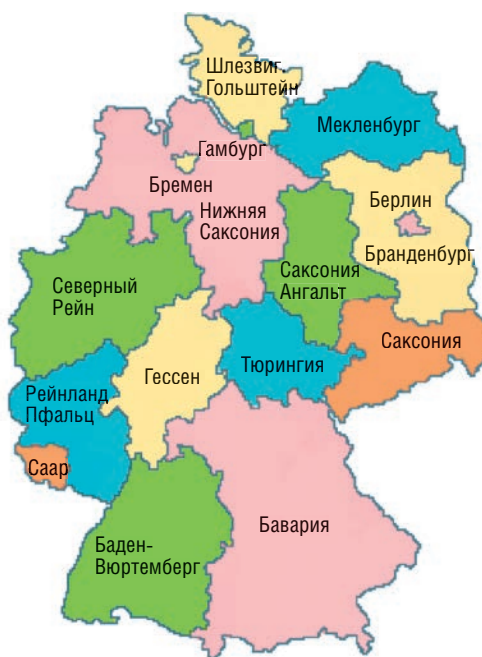 Шлезвиг-
Гольштейн
Мекленбург
Гамбург
Бремен
Берлин
Нижняя
Саксония
Бранденбург
Северный
Рейн
Саксония
Ангальт
Саксония
Тюрингия
Гессен
Рейнланд
Пфальц
Саар
Бавария
Баден-
Вюртемберг